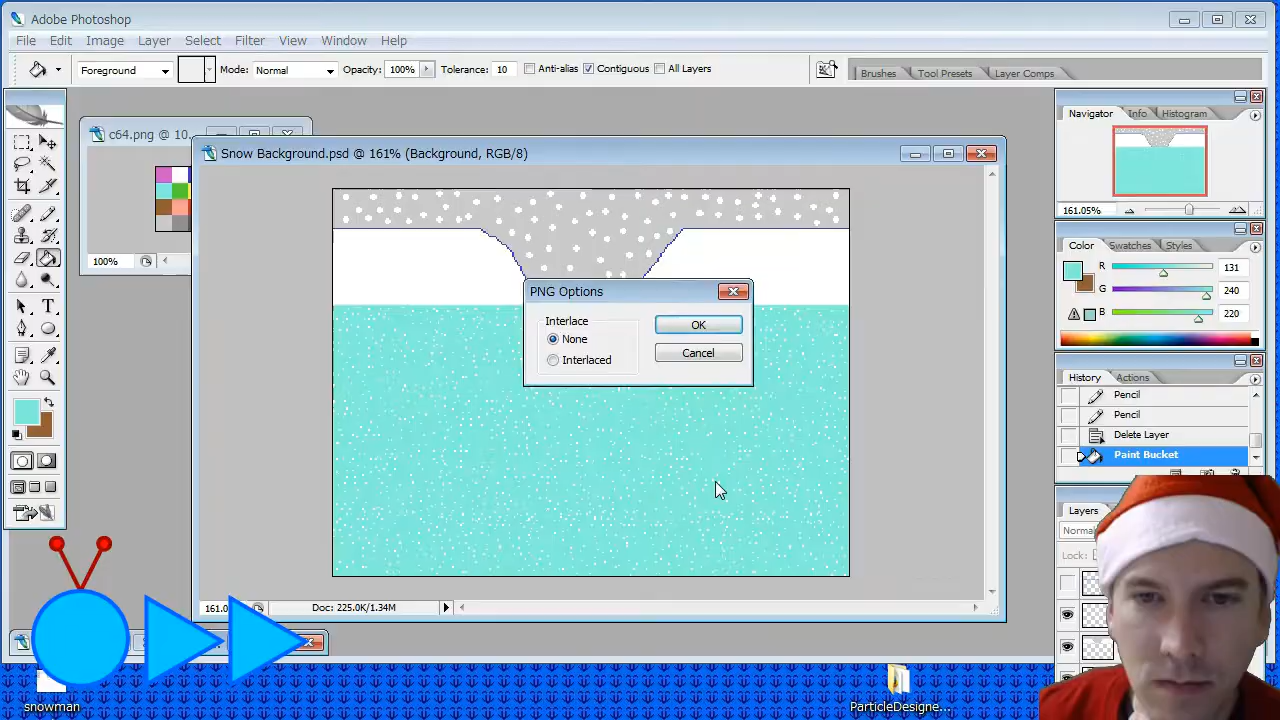 Adobe Photoshop
File Edit Image Layer Select Filter View Window Help
Foreground Mode: Normal Opacity: 100% Tolerance: 10 Anti-alias Contiguous All Layers
Brushes Tool Presets Layer Comps
c64.png @ 10...
Snow Background.psd @ 161% (Background, RGB/8)
Navigator Info Histogram
161.05%
100%
Color Swatches Styles
R 131
G 240
B 220
PNG Options
Interlace
None
Interlaced
OK
Cancel
History Actions
Pencil
Pencil
Delete Layer
Paint Bucket
Layers
Lock:
Doc: 225.0K/1.34M
snowman
ParticleDesigne...